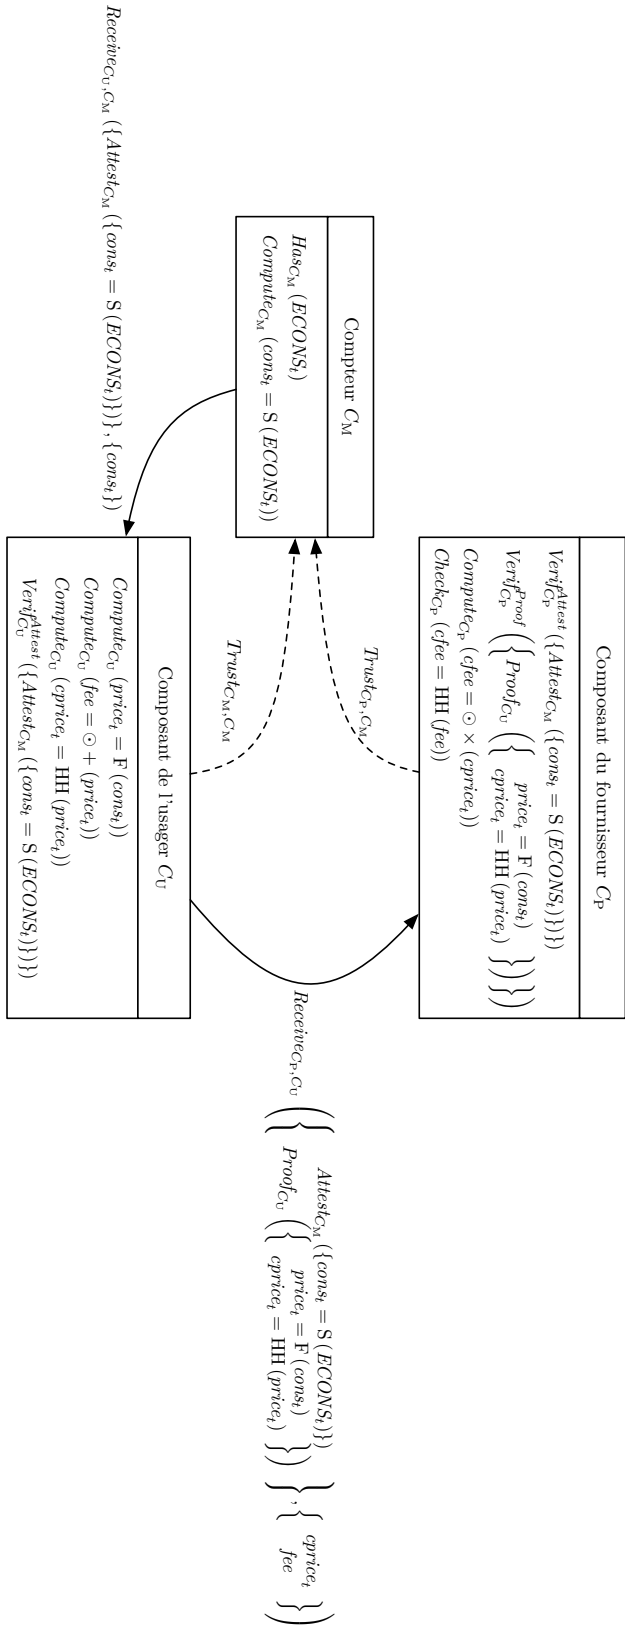 Composant du fournisseur C_P
Verif^Attest_{C_P} ({Attest_{C_M} ({cons_t = S (ECONS_t)})})
Verif^Proof_{C_P} ({Proof_{C_U} ({ price_t = F (cons_t)
cprice_t = HH (price_t) })})
Compute_{C_P} (cfee = ⊙ × (cprice_t))
Check_{C_P} (cfee = HH (fee))
Compteur C_M
Has_{C_M} (ECONS_t)
Compute_{C_M} (cons_t = S (ECONS_t))
Trust_{C_P,C_M}
Trust_{C_M,C_M}
Receive_{C_P,C_U} ({ Attest_{C_M} ({cons_t = S (ECONS_t)})
Proof_{C_U} ({ price_t = F (cons_t)
cprice_t = HH (price_t) }) }, { cprice_t
fee })
Composant de l'usager C_U
Compute_{C_U} (price_t = F (cons_t))
Compute_{C_U} (fee = ⊙ + (price_t))
Compute_{C_U} (cprice_t = HH (price_t))
Verif^Attest_{C_U} ({Attest_{C_M} ({cons_t = S (ECONS_t)})})
Receive_{C_U,C_M} ({Attest_{C_M} ({cons_t = S (ECONS_t)})}, {cons_t})